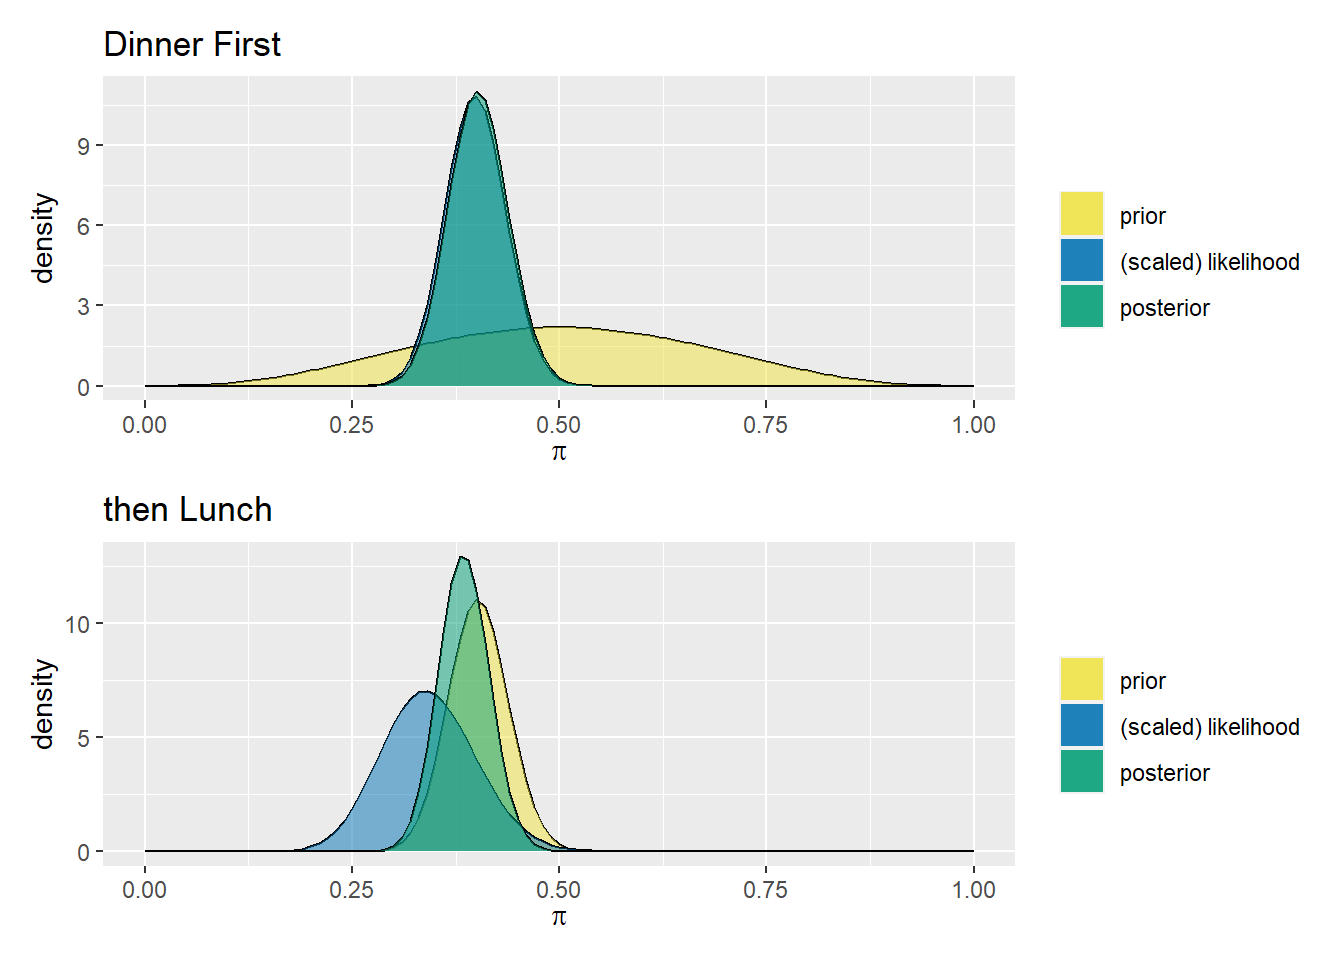 Dinner First
9
6
3
0
density
0.00 0.25 0.50 0.75 1.00
π
prior
(scaled) likelihood
posterior
then Lunch
10
5
0
density
0.00 0.25 0.50 0.75 1.00
π
prior
(scaled) likelihood
posterior